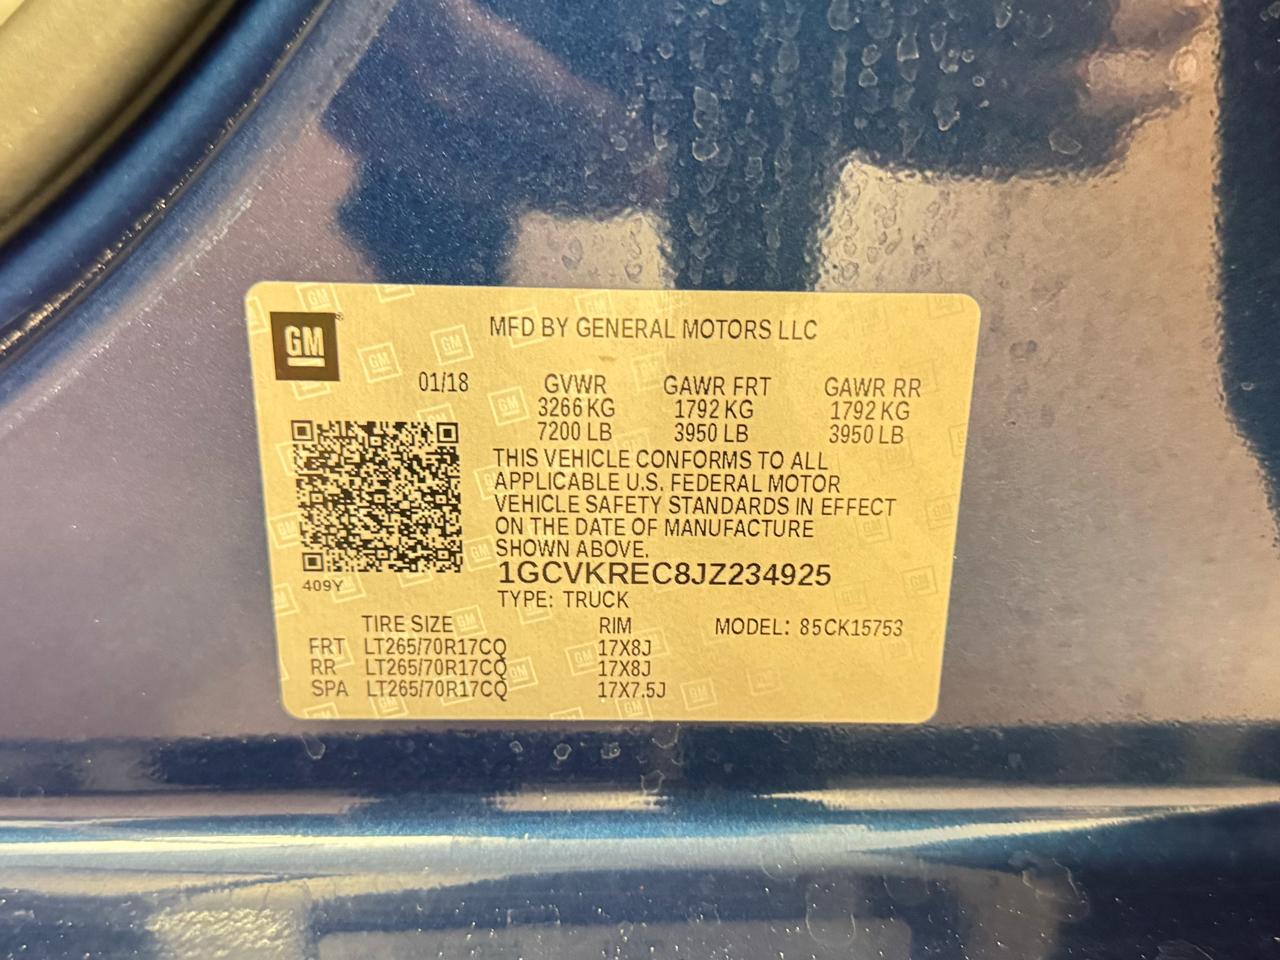 GM
MFD BY GENERAL MOTORS LLC
01/18 GVWR GAWR FRT GAWR RR
3266 KG 1792 KG 1792 KG
7200 LB 3950 LB 3950 LB
THIS VEHICLE CONFORMS TO ALL
APPLICABLE U.S. FEDERAL MOTOR
VEHICLE SAFETY STANDARDS IN EFFECT
ON THE DATE OF MANUFACTURE
SHOWN ABOVE.
409Y
1GCVKREC8JZ234925
TYPE: TRUCK
TIRE SIZE RIM MODEL: 85CK15753
FRT LT265/70R17CQ 17X8J
RR LT265/70R17CQ 17X8J
SPA LT265/70R17CQ 17X7.5J